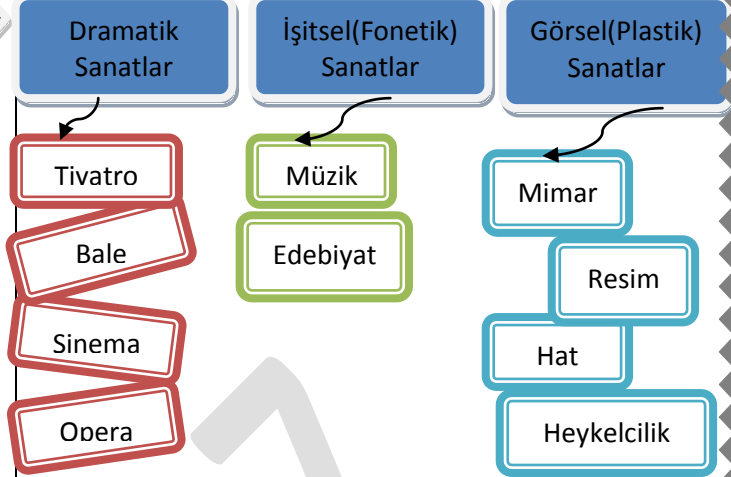 Dramatik
Sanatlar
İşitsel(Fonetik)
Sanatlar
Görsel(Plastik)
Sanatlar
Tivatro
Bale
Sinema
Opera
Müzik
Edebiyat
Mimar
Resim
Hat
Heykelcilik